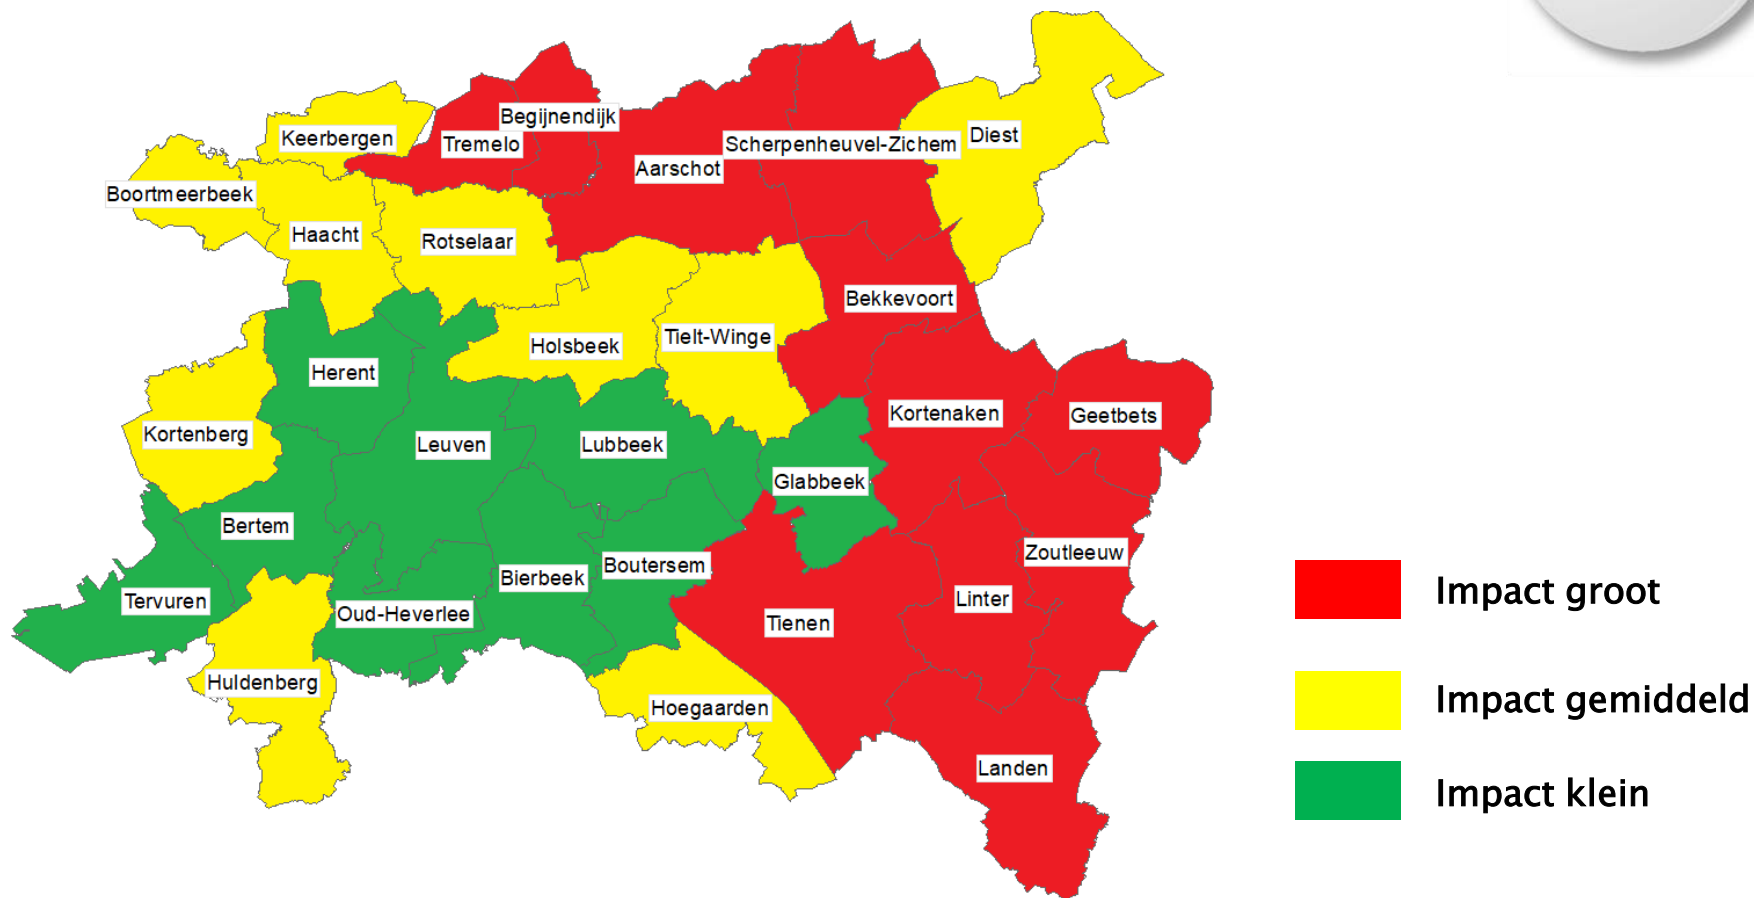 Begijnendijk
Keerbergen
Tremelo
Diest
Scherpenheuvel-Zichem
Aarschot
Boortmeerbeek
Haacht
Rotselaar
Bekkevoort
Tielt-Winge
Holsbeek
Herent
Kortenaken
Geetbets
Kortenberg
Leuven
Lubbeek
Glabbeek
Bertem
Zoutleeuw
Boutersem
Bierbeek
Tervuren
Linter
Oud-Heverlee
Tienen
Huldenberg
Hoegaarden
Landen
Impact groot
Impact gemiddeld
Impact klein